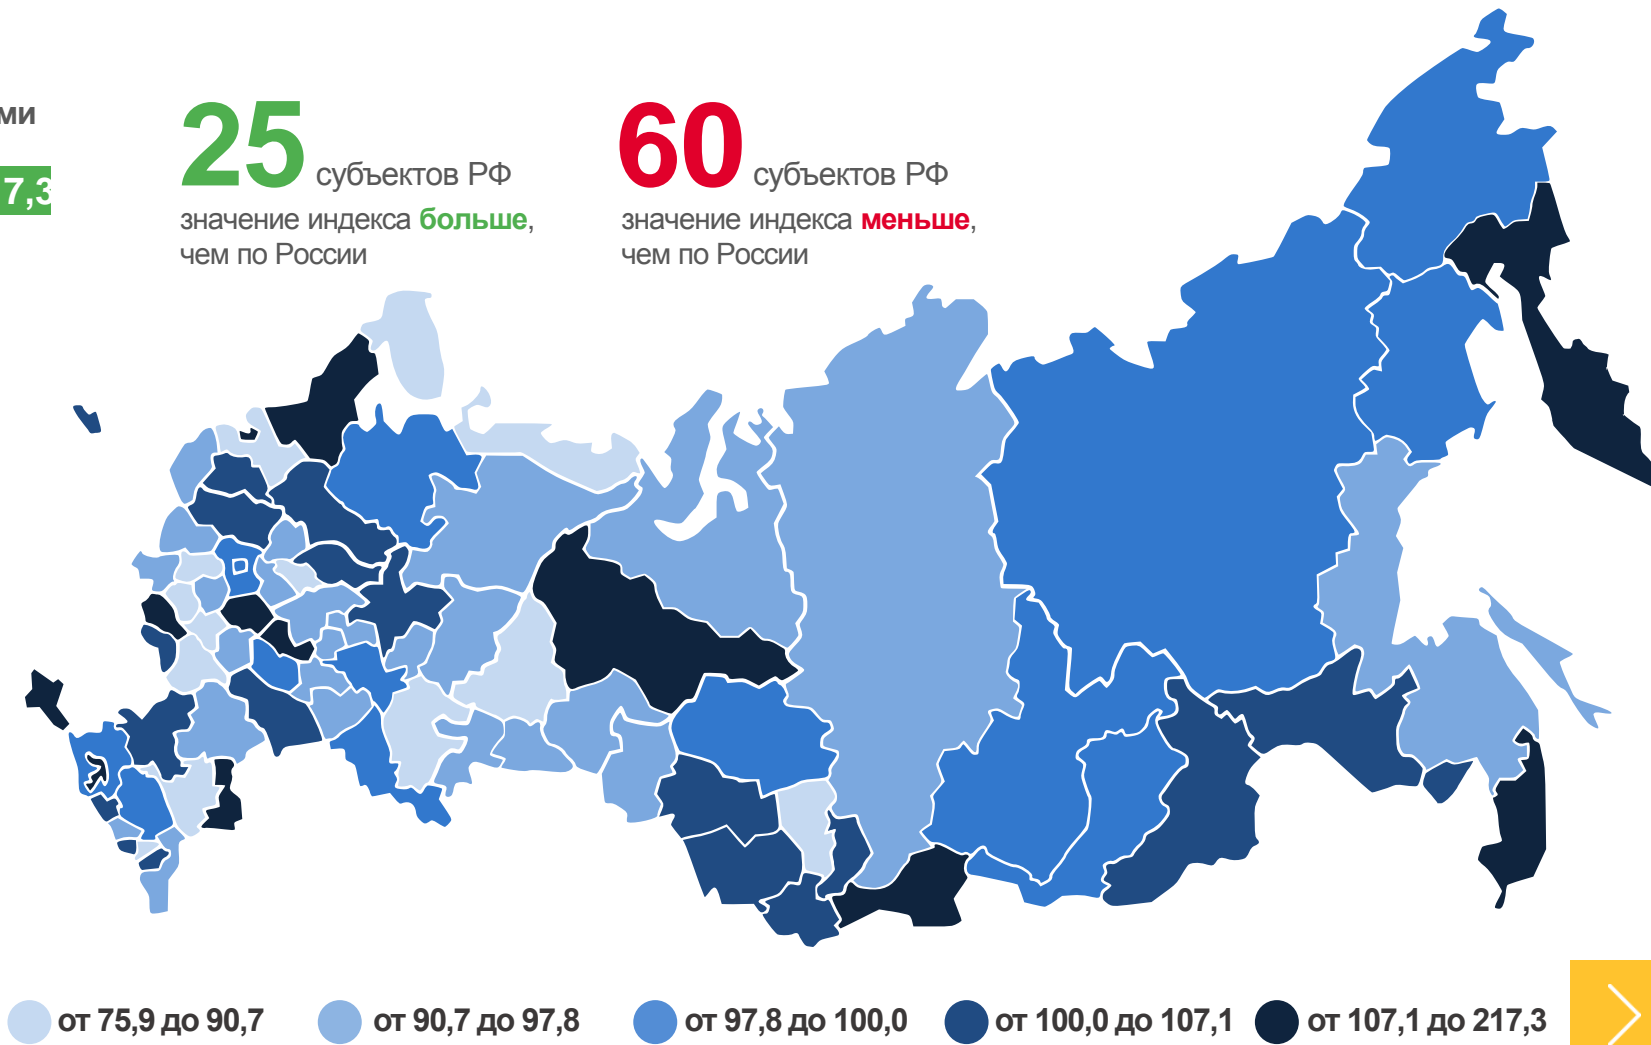 ми
7,3
25 субъектов РФ
значение индекса больше,
чем по России
60 субъектов РФ
значение индекса меньше,
чем по России
от 75,9 до 90,7
от 90,7 до 97,8
от 97,8 до 100,0
от 100,0 до 107,1
от 107,1 до 217,3